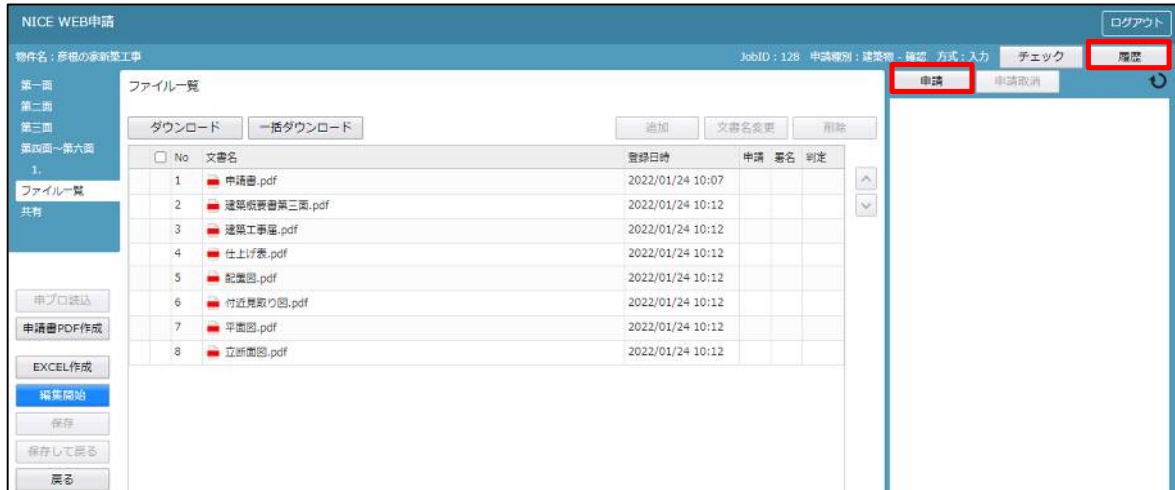 NICE WEB申請
ログアウト
物件名：彦根の家新築工事
JobID：128 申請種別：建築物 - 確認 方式：入力
チェック
履歴
第一面
第二面
第三面
第四面～第六面
1.
ファイル一覧
共有
申プロ読込
申請書PDF作成
EXCEL作成
編集開始
保存
保存して戻る
戻る
ファイル一覧
ダウンロード 一括ダウンロード 追加 文書名変更 削除
No 文書名 登録日時 申請 署名 判定
1 申請書.pdf 2022/01/24 10:07
2 建築概要書第三面.pdf 2022/01/24 10:12
3 建築工事届.pdf 2022/01/24 10:12
4 仕上げ表.pdf 2022/01/24 10:12
5 配置図.pdf 2022/01/24 10:12
6 付近見取り図.pdf 2022/01/24 10:12
7 平面図.pdf 2022/01/24 10:12
8 立断面図.pdf 2022/01/24 10:12
申請 申請取消